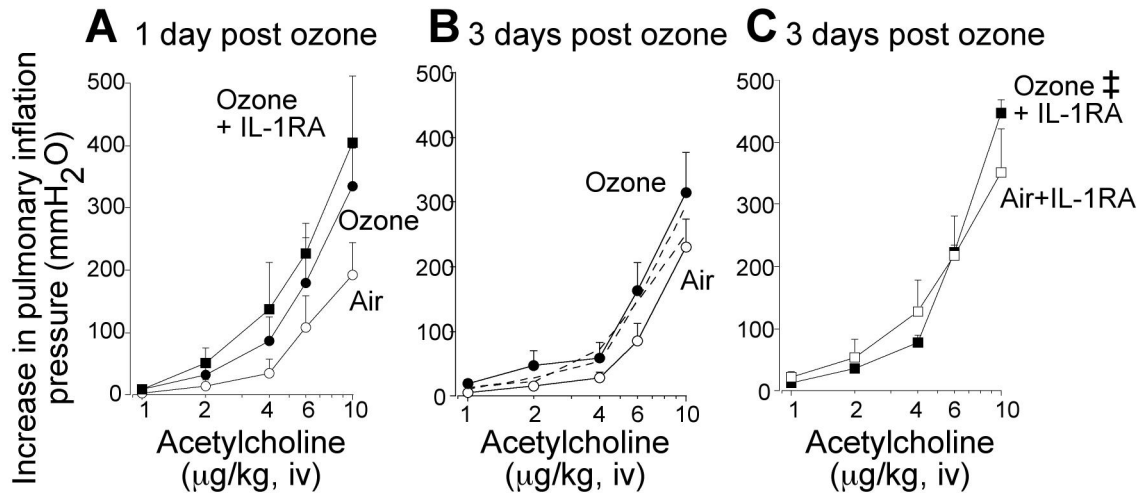 A 1 day post ozone
B 3 days post ozone
C 3 days post ozone
Increase in pulmonary inflation
pressure (mmH2O)
500
400
300
200
100
0
Ozone
+ IL-1RA
Ozone
Air
1 2 4 6 10
Acetylcholine
(μg/kg, iv)
500
400
300
200
100
0
Ozone
Air
1 2 4 6 10
Acetylcholine
(μg/kg, iv)
500
400
300
200
100
0
Ozone ‡
+ IL-1RA
Air+IL-1RA
1 2 4 6 10
Acetylcholine
(μg/kg, iv)